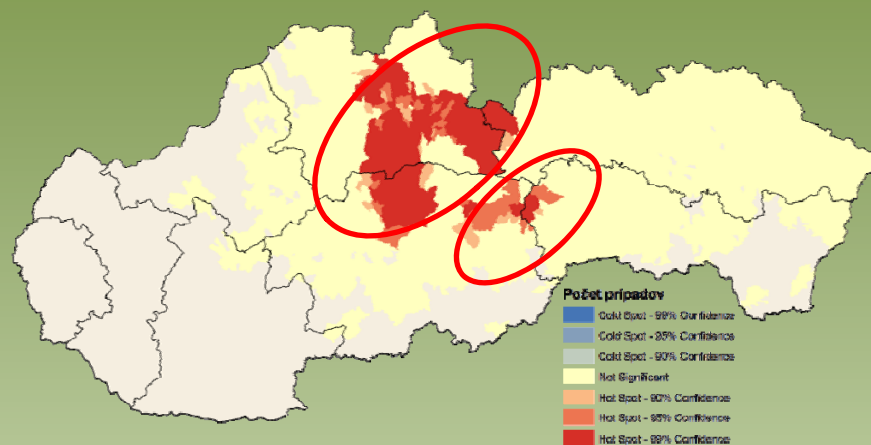 Počet prípadov
Cold Spot - 99% Confidence
Cold Spot - 95% Confidence
Cold Spot - 90% Confidence
Not Significant
Hot Spot - 90% Confidence
Hot Spot - 95% Confidence
Hot Spot - 99% Confidence